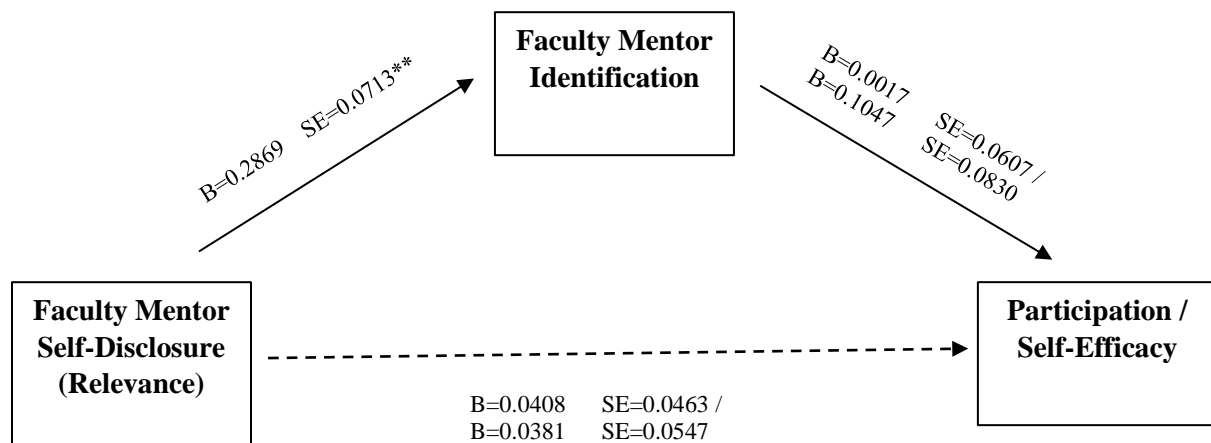 Faculty Mentor
Identification
B=0.2869 SE=0.0713**
B=0.0017 SE=0.0607 /
B=0.1047 SE=0.0830
Faculty Mentor
Self-Disclosure
(Relevance)
Participation /
Self-Efficacy
B=0.0408 SE=0.0463 /
B=0.0381 SE=0.0547